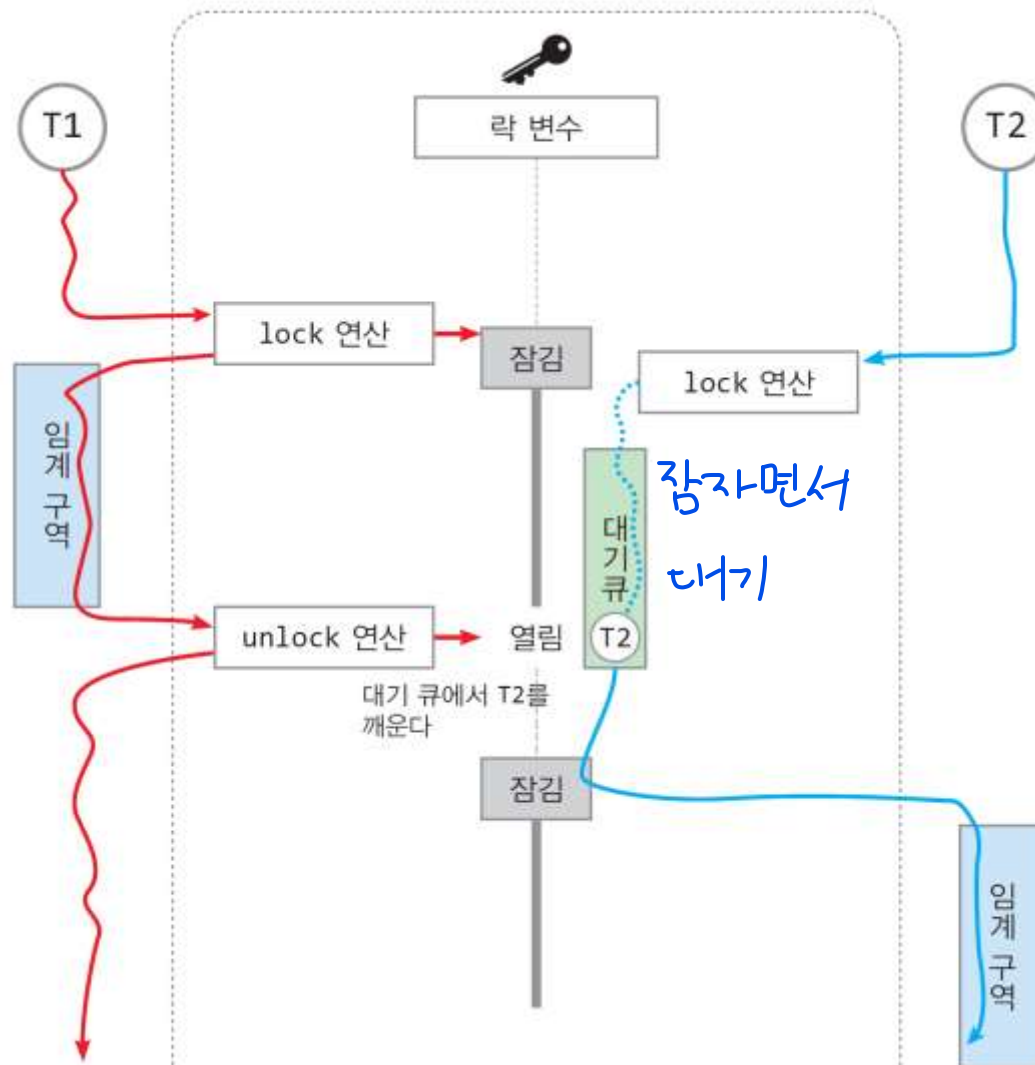 락 변수
T1
T2
lock 연산
잠김
lock 연산
임계 구역
대기 큐
잠자면서
대기
T2
unlock 연산
열림
대기 큐에서 T2를
깨운다
잠김
임계 구역